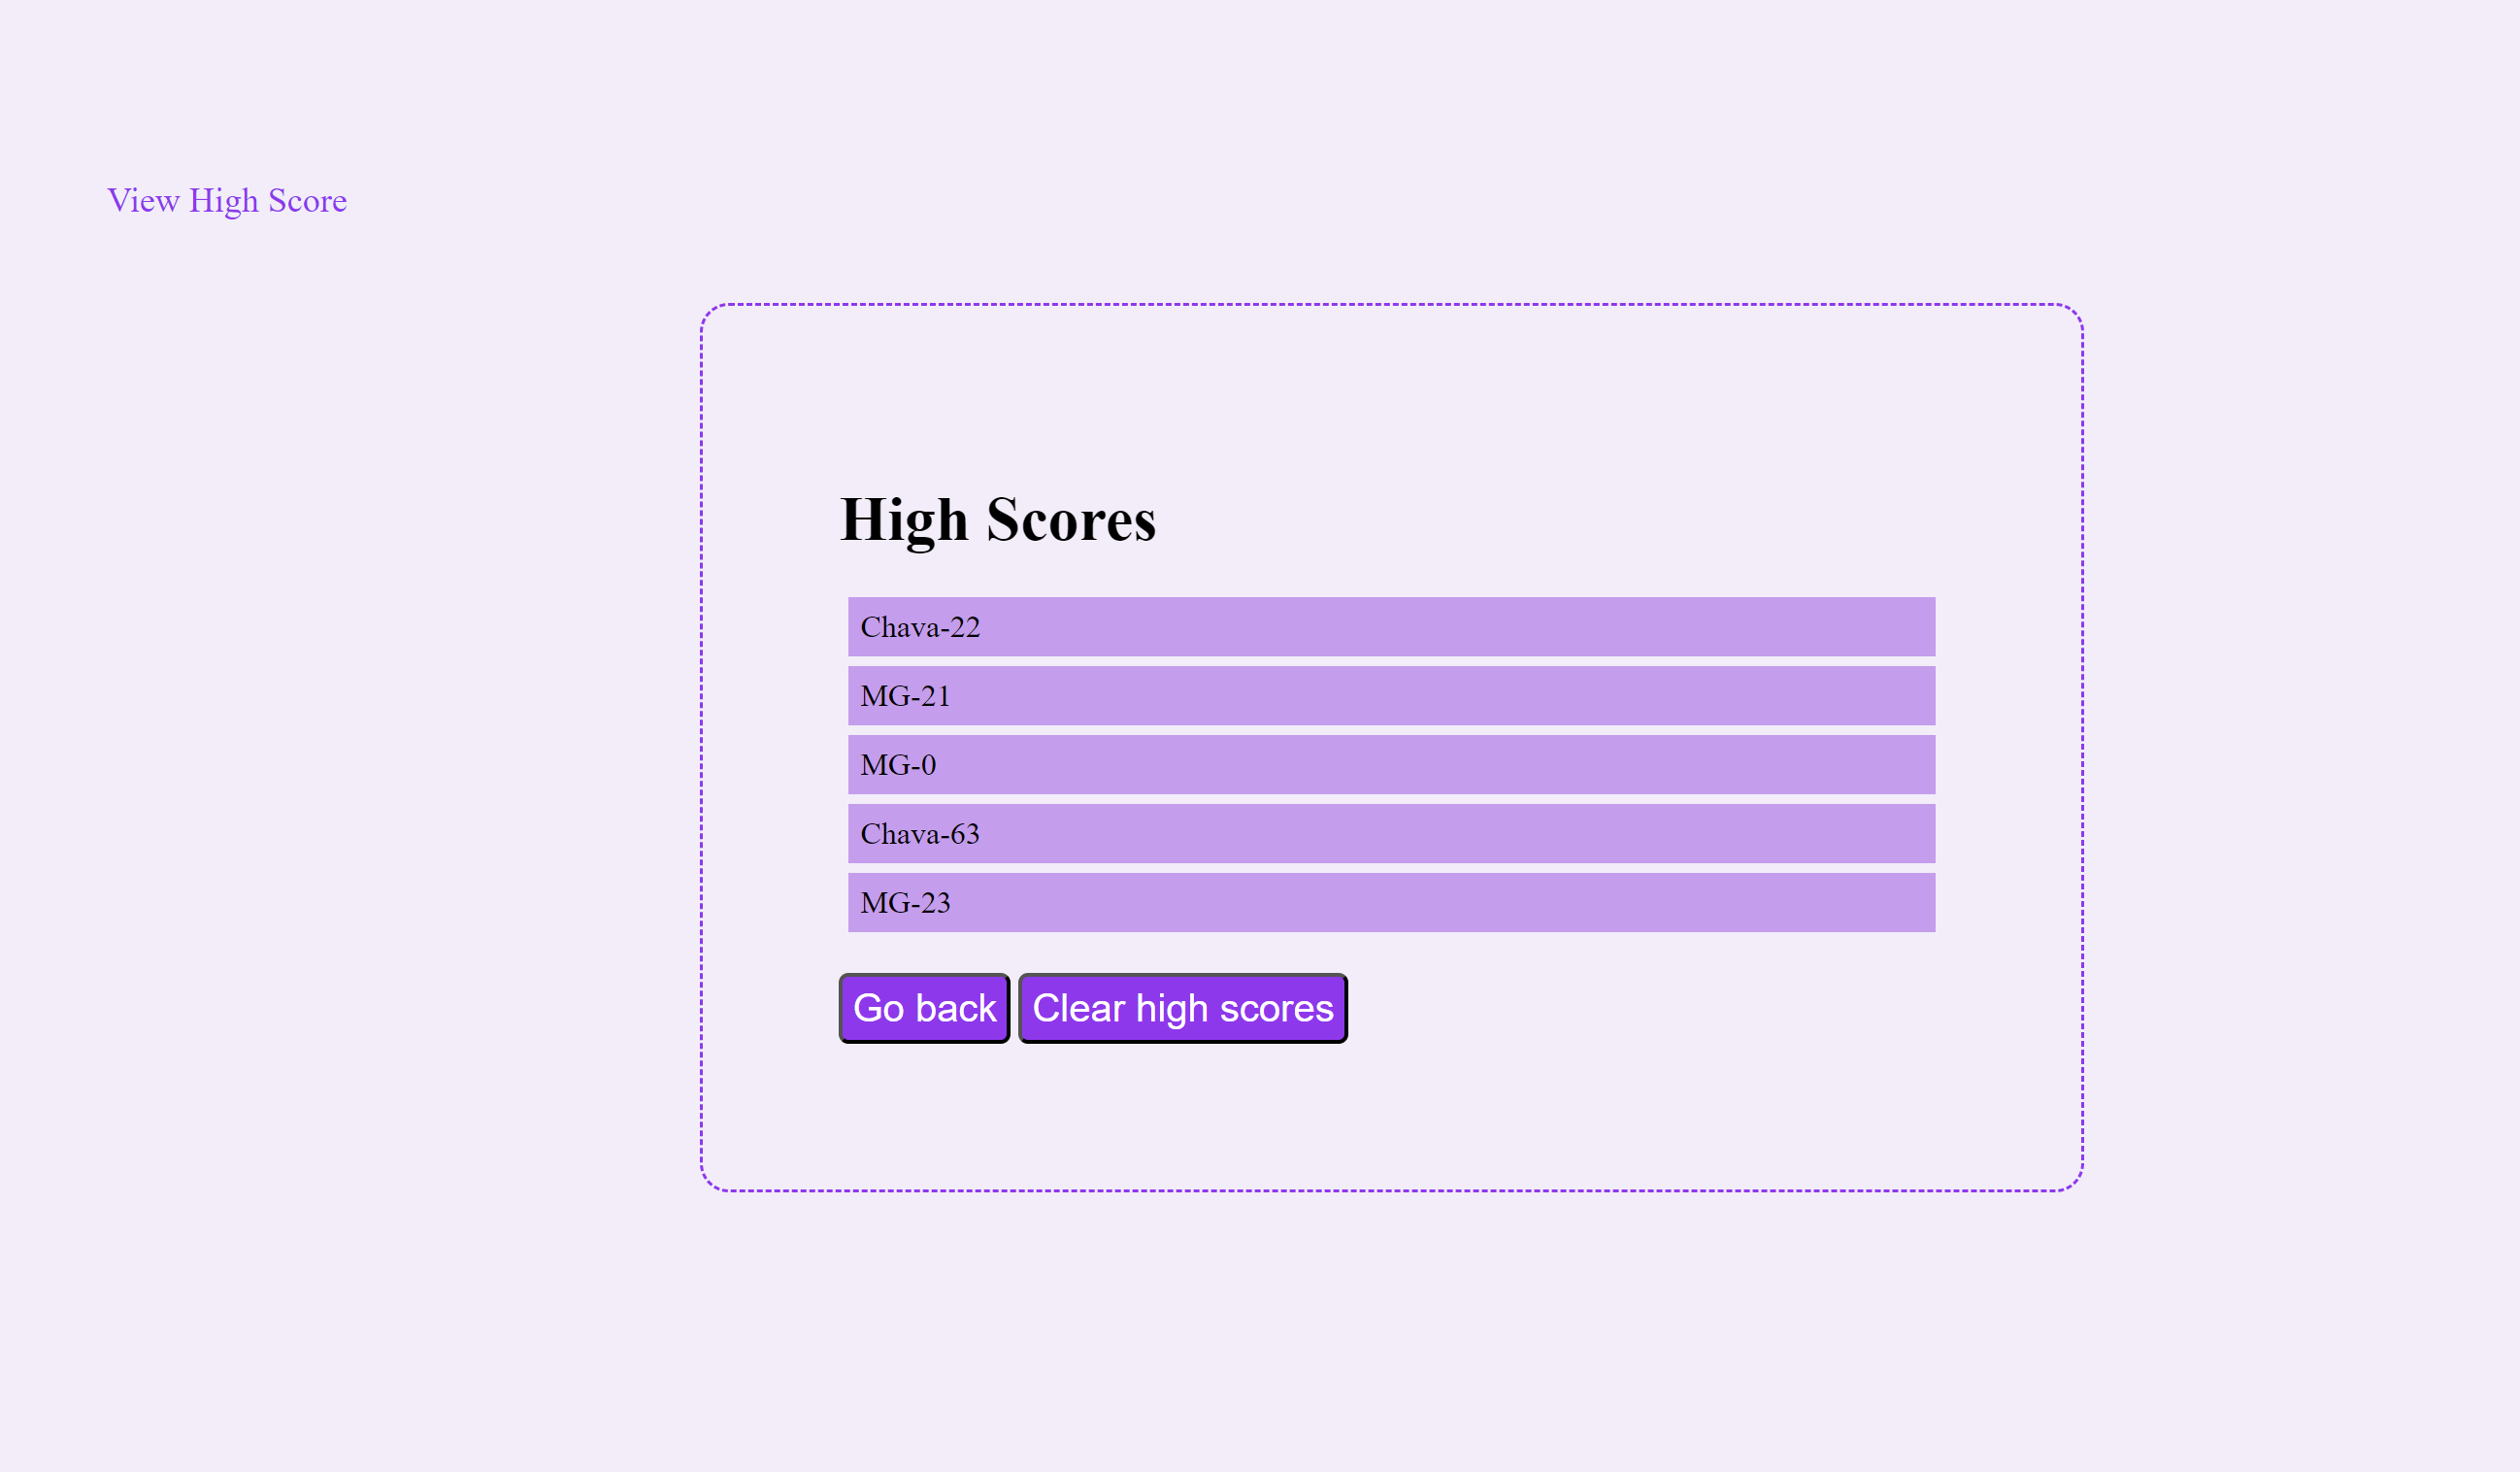 View High Score
High Scores
Chava-22
MG-21
MG-0
Chava-63
MG-23
Go back Clear high scores